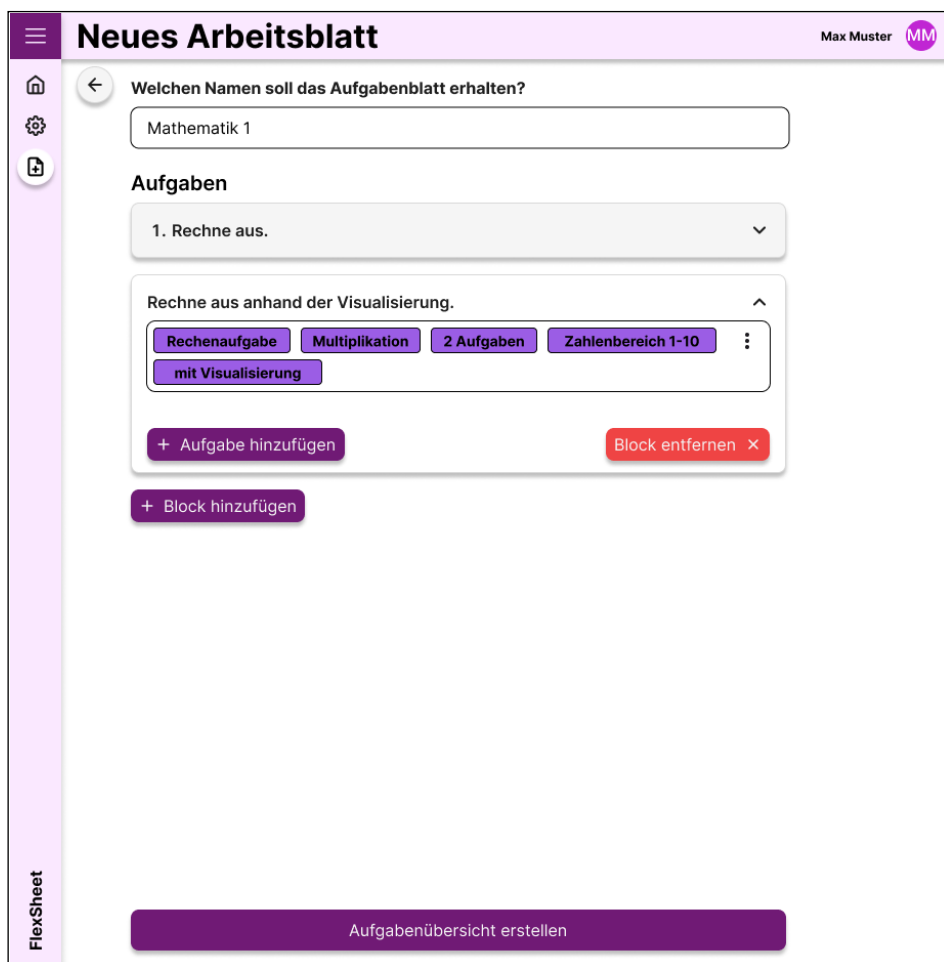 Neues Arbeitsblatt
Max Muster MM
Welchen Namen soll das Aufgabenblatt erhalten?
Mathematik 1
Aufgaben
1. Rechne aus.
Rechne aus anhand der Visualisierung.
Rechenaufgabe Multiplikation 2 Aufgaben Zahlenbereich 1-10
mit Visualisierung
+ Aufgabe hinzufügen Block entfernen ×
+ Block hinzufügen
Aufgabenübersicht erstellen
FlexSheet